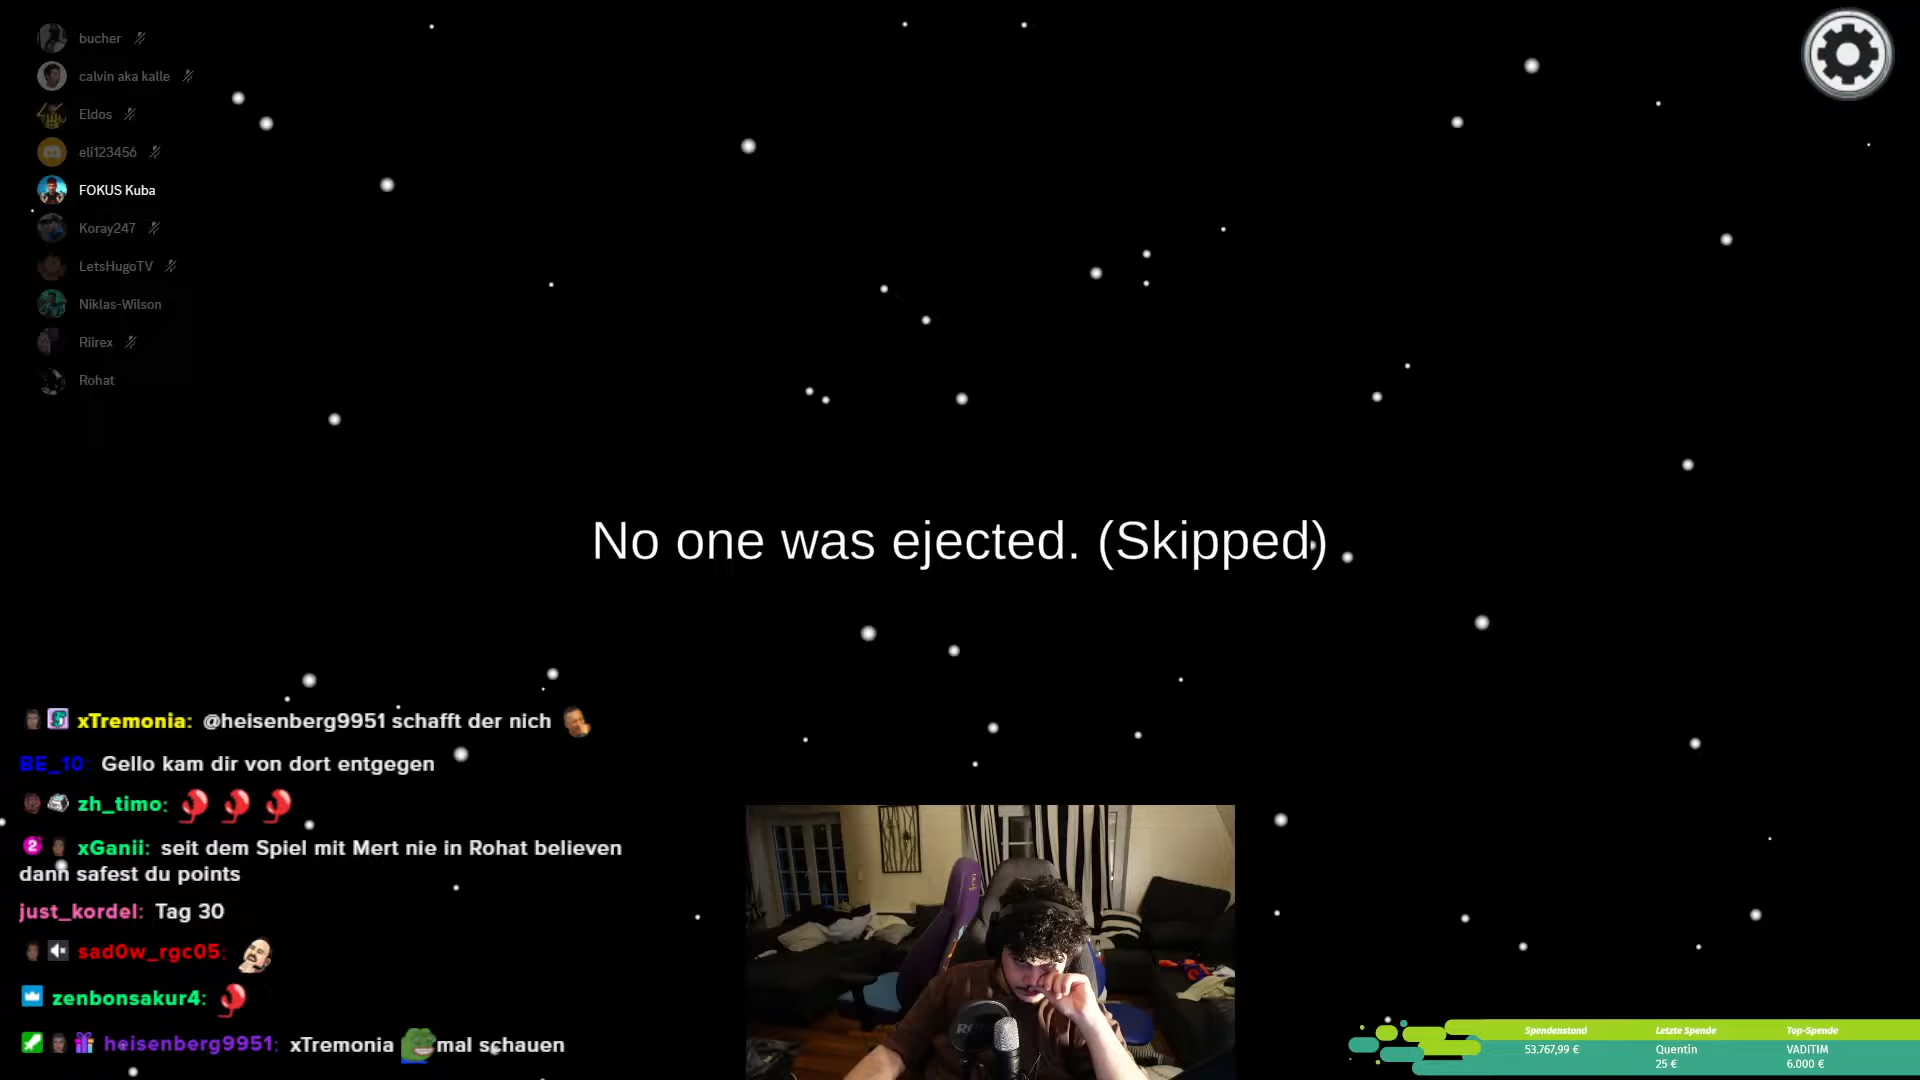 bucher
calvin aka kalle
Eldos
eli123456
FOKUS Kuba
Koray247
LetsHugoTV
Niklas-Wilson
Riirex
Rohat
No one was ejected. (Skipped)
xTremonia: @heisenberg9951 schafft der nich
BE_10: Gello kam dir von dort entgegen
zh_timo:
2 xGanii: seit dem Spiel mit Mert nie in Rohat believen
dann safest du points
just_kordel: Tag 30
sad0w_rgc05:
zenbonsakur4:
heisenberg9951: xTremonia mal schauen
Spendenstand Letzte Spende Top-Spende
53.767,99 € Quentin VADITIM
25 € 6.000 €